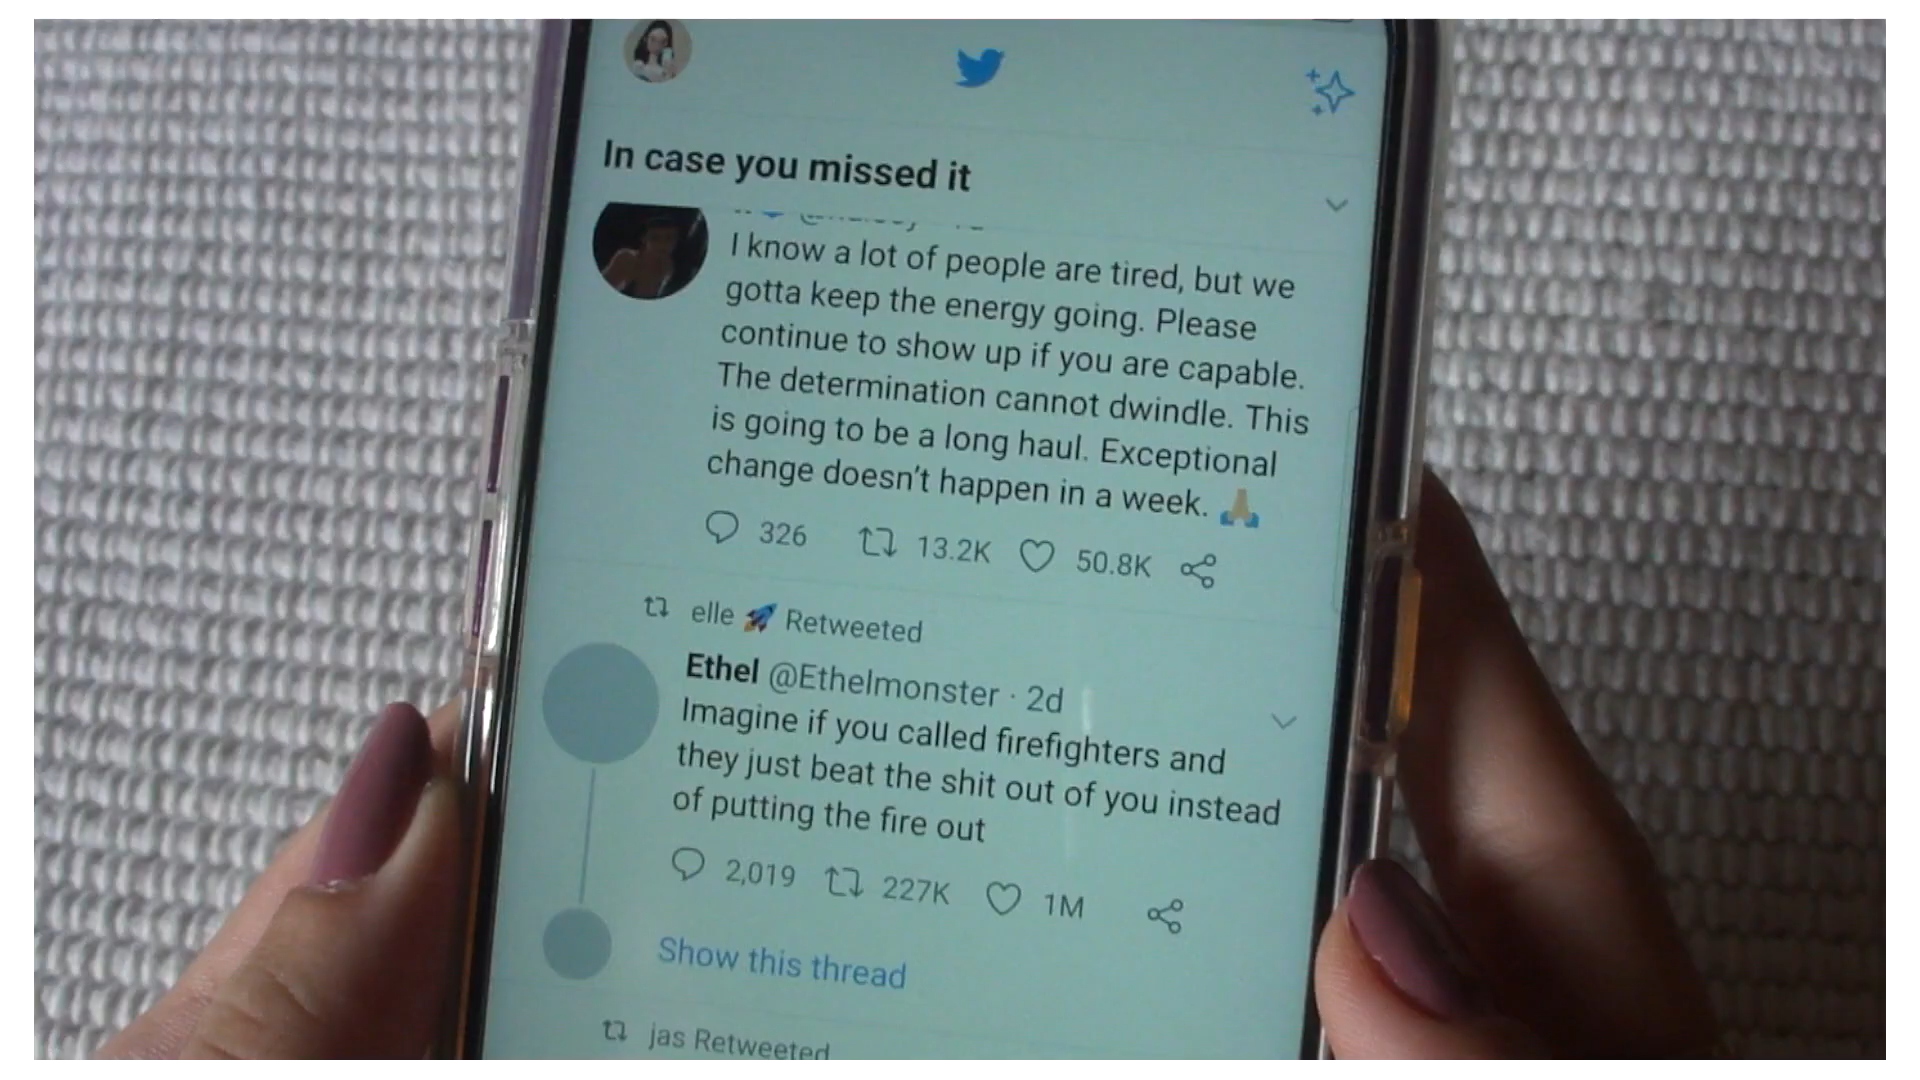 In case you missed it
I know a lot of people are tired, but we
gotta keep the energy going. Please
continue to show up if you are capable.
The determination cannot dwindle. This
is going to be a long haul. Exceptional
change doesn't happen in a week. 🙏🏼
326 13.2K 50.8K
elle 🚀 Retweeted
Ethel @Ethelmonster · 2d
Imagine if you called firefighters and
they just beat the shit out of you instead
of putting the fire out
2,019 227K 1M
Show this thread
jas Retweeted